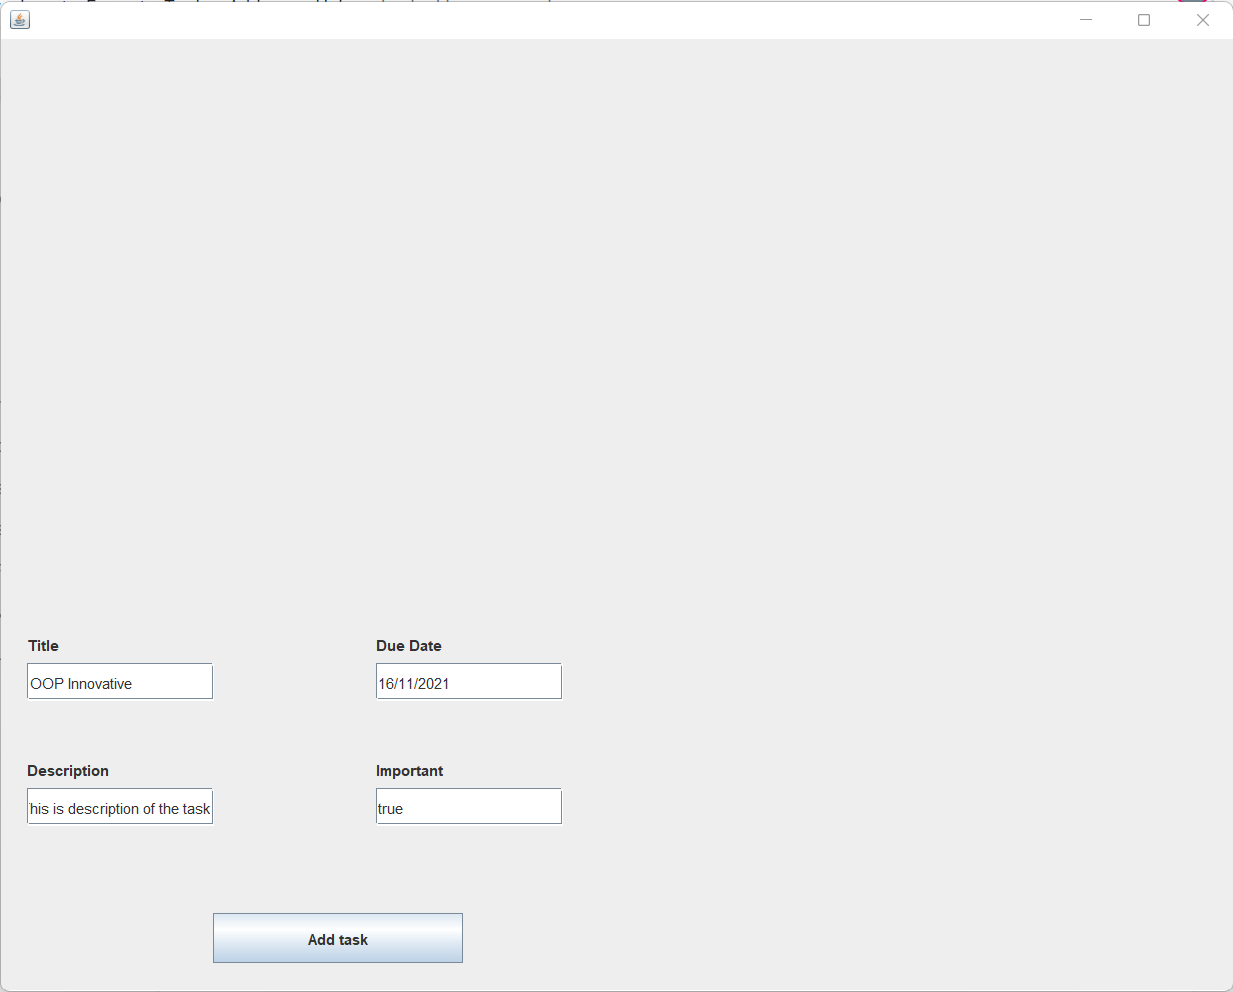 Title
Due Date
OOP Innovative
16/11/2021
Description
Important
his is description of the task
true
Add task